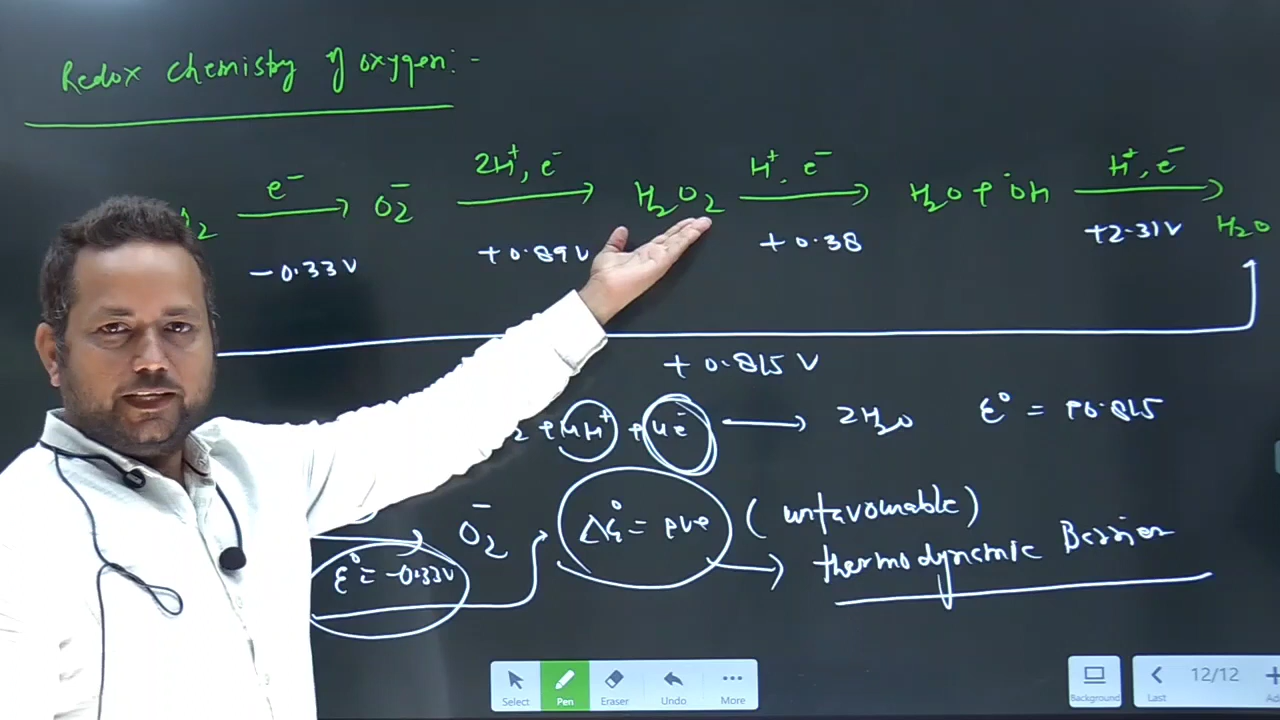 Redox chemistry of oxygen:-
e⁻ 2H⁺, e⁻ H⁺, e⁻ H⁺, e⁻
O₂⁻ H₂O₂ H₂O + ˙OH H₂O
-0.33V +0.89V +0.38 +2.31V
+0.815 V
2 + 4H⁺ + 4e⁻ → 2H₂O ε° = +0.815
O₂⁻ ΔG° = +ve (unfavourable)
ε° = -0.33V thermodynamic Barrier
Select Pen Eraser Undo More
Background 12/12
Last